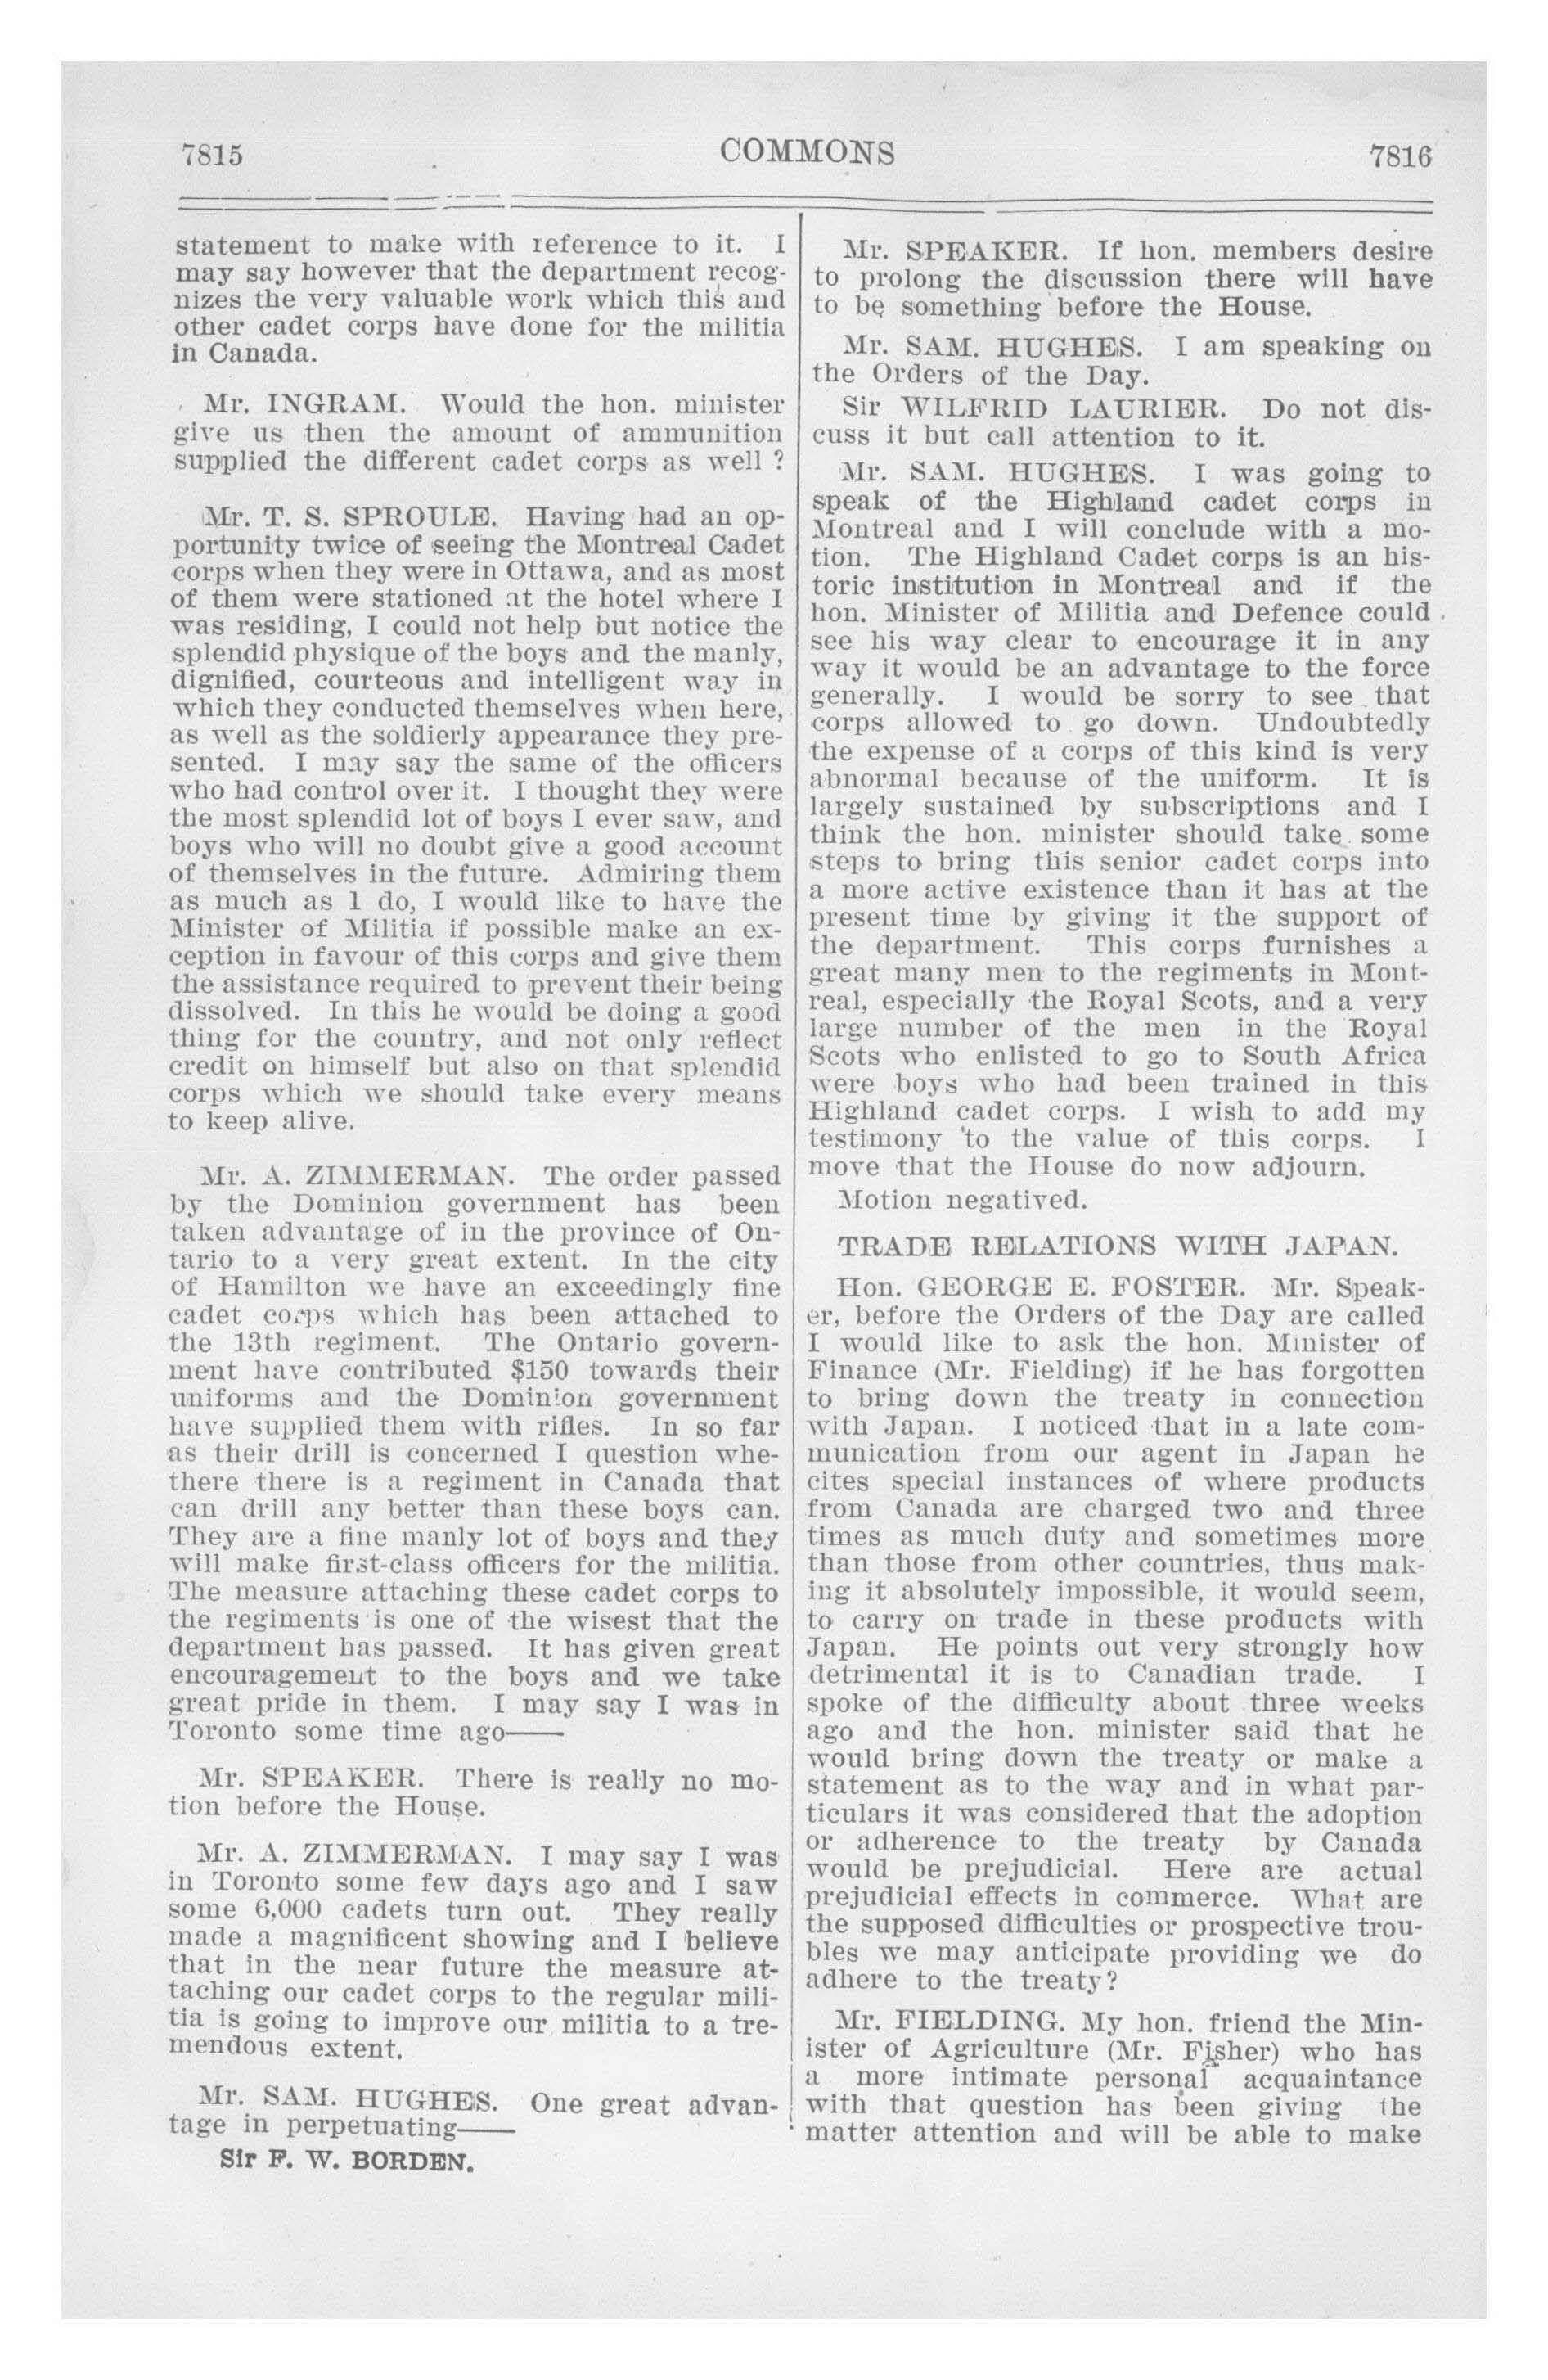 7815 COMMONS 7816
statement to make with reference to it. I
may say however that the department recog-
nizes the very valuable work which this and
other cadet corps have done for the militia
in Canada.
Mr. INGRAM. Would the hon. minister
give us then the amount of ammunition
supplied the different cadet corps as well ?
Mr. T. S. SPROULE. Having had an op-
portunity twice of seeing the Montreal Cadet
corps when they were in Ottawa, and as most
of them were stationed at the hotel where I
was residing, I could not help but notice the
splendid physique of the boys and the manly,
dignified, courteous and intelligent way in
which they conducted themselves when here,
as well as the soldierly appearance they pre-
sented. I may say the same of the officers
who had control over it. I thought they were
the most splendid lot of boys I ever saw, and
boys who will no doubt give a good account
of themselves in the future. Admiring them
as much as I do, I would like to have the
Minister of Militia if possible make an ex-
ception in favour of this corps and give them
the assistance required to prevent their being
dissolved. In this he would be doing a good
thing for the country, and not only reflect
credit on himself but also on that splendid
corps which we should take every means
to keep alive.
Mr. A. ZIMMERMAN. The order passed
by the Dominion government has been
taken advantage of in the province of On-
tario to a very great extent. In the city
of Hamilton we have an exceedingly fine
cadet corps which has been attached to
the 13th regiment. The Ontario govern-
ment have contributed $150 towards their
uniforms and the Dominion government
have supplied them with rifles. In so far
as their drill is concerned I question whe-
there there is a regiment in Canada that
can drill any better than these boys can.
They are a fine manly lot of boys and they
will make first-class officers for the militia.
The measure attaching these cadet corps to
the regiments is one of the wisest that the
department has passed. It has given great
encouragement to the boys and we take
great pride in them. I may say I was in
Toronto some time ago——
Mr. SPEAKER. There is really no mo-
tion before the House.
Mr. A. ZIMMERMAN. I may say I was
in Toronto some few days ago and I saw
some 6,000 cadets turn out. They really
made a magnificent showing and I believe
that in the near future the measure at-
taching our cadet corps to the regular mili-
tia is going to improve our militia to a tre-
mendous extent.
Mr. SAM. HUGHES. One great advan-
tage in perpetuating——
Sir F. W. BORDEN.
Mr. SPEAKER. If hon. members desire
to prolong the discussion there will have
to be something before the House.
Mr. SAM. HUGHES. I am speaking on
the Orders of the Day.
Sir WILFRID LAURIER. Do not dis-
cuss it but call attention to it.
Mr. SAM. HUGHES. I was going to
speak of the Highland cadet corps in
Montreal and I will conclude with a mo-
tion. The Highland Cadet corps is an his-
toric institution in Montreal and if the
hon. Minister of Militia and Defence could
see his way clear to encourage it in any
way it would be an advantage to the force
generally. I would be sorry to see that
corps allowed to go down. Undoubtedly
the expense of a corps of this kind is very
abnormal because of the uniform. It is
largely sustained by subscriptions and I
think the hon. minister should take some
steps to bring this senior cadet corps into
a more active existence than it has at the
present time by giving it the support of
the department. This corps furnishes a
great many men to the regiments in Mont-
real, especially the Royal Scots, and a very
large number of the men in the Royal
Scots who enlisted to go to South Africa
were boys who had been trained in this
Highland cadet corps. I wish to add my
testimony to the value of this corps. I
move that the House do now adjourn.
Motion negatived.
TRADE RELATIONS WITH JAPAN.
Hon. GEORGE E. FOSTER. Mr. Speak-
er, before the Orders of the Day are called
I would like to ask the hon. Minister of
Finance (Mr. Fielding) if he has forgotten
to bring down the treaty in connection
with Japan. I noticed that in a late com-
munication from our agent in Japan he
cites special instances of where products
from Canada are charged two and three
times as much duty and sometimes more
than those from other countries, thus mak-
ing it absolutely impossible, it would seem,
to carry on trade in these products with
Japan. He points out very strongly how
detrimental it is to Canadian trade. I
spoke of the difficulty about three weeks
ago and the hon. minister said that he
would bring down the treaty or make a
statement as to the way and in what par-
ticulars it was considered that the adoption
or adherence to the treaty by Canada
would be prejudicial. Here are actual
prejudicial effects in commerce. What are
the supposed difficulties or prospective trou-
bles we may anticipate providing we do
adhere to the treaty?
Mr. FIELDING. My hon. friend the Min-
ister of Agriculture (Mr. Fisher) who has
a more intimate personal acquaintance
with that question has been giving the
matter attention and will be able to make